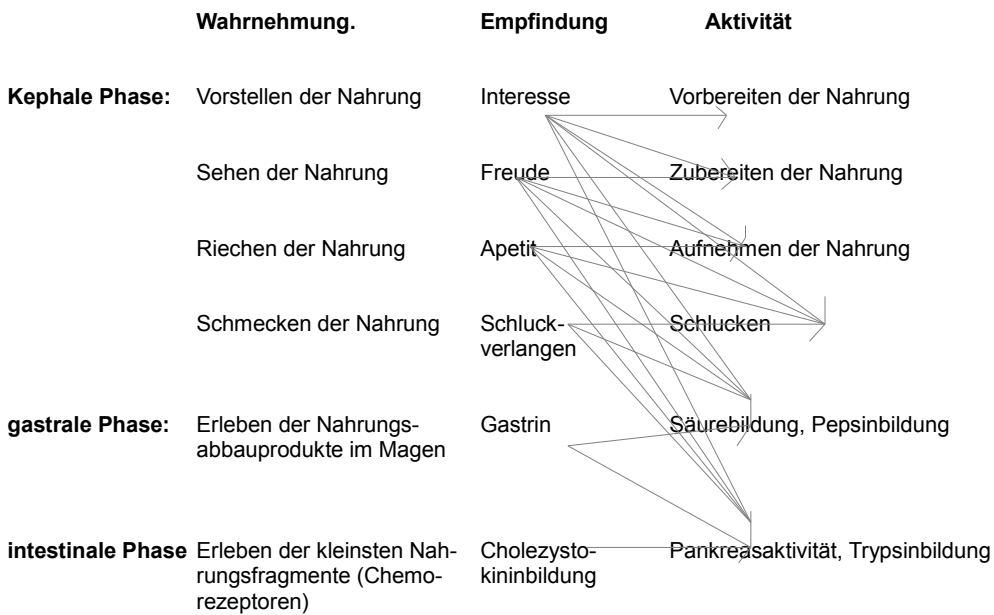 Wahrnehmung. Empfindung Aktivität
Kephale Phase: Vorstellen der Nahrung Interesse Vorbereiten der Nahrung
Sehen der Nahrung Freude Zubereiten der Nahrung
Riechen der Nahrung Apetit Aufnehmen der Nahrung
Schmecken der Nahrung Schluck- Schlucken
verlangen
gastrale Phase: Erleben der Nahrungs- Gastrin Säurebildung, Pepsinbildung
abbauprodukte im Magen
intestinale Phase Erleben der kleinsten Nah- Cholezysto- Pankreasaktivität, Trypsinbildung
rungsfragmente (Chemo- kininbildung
rezeptoren)